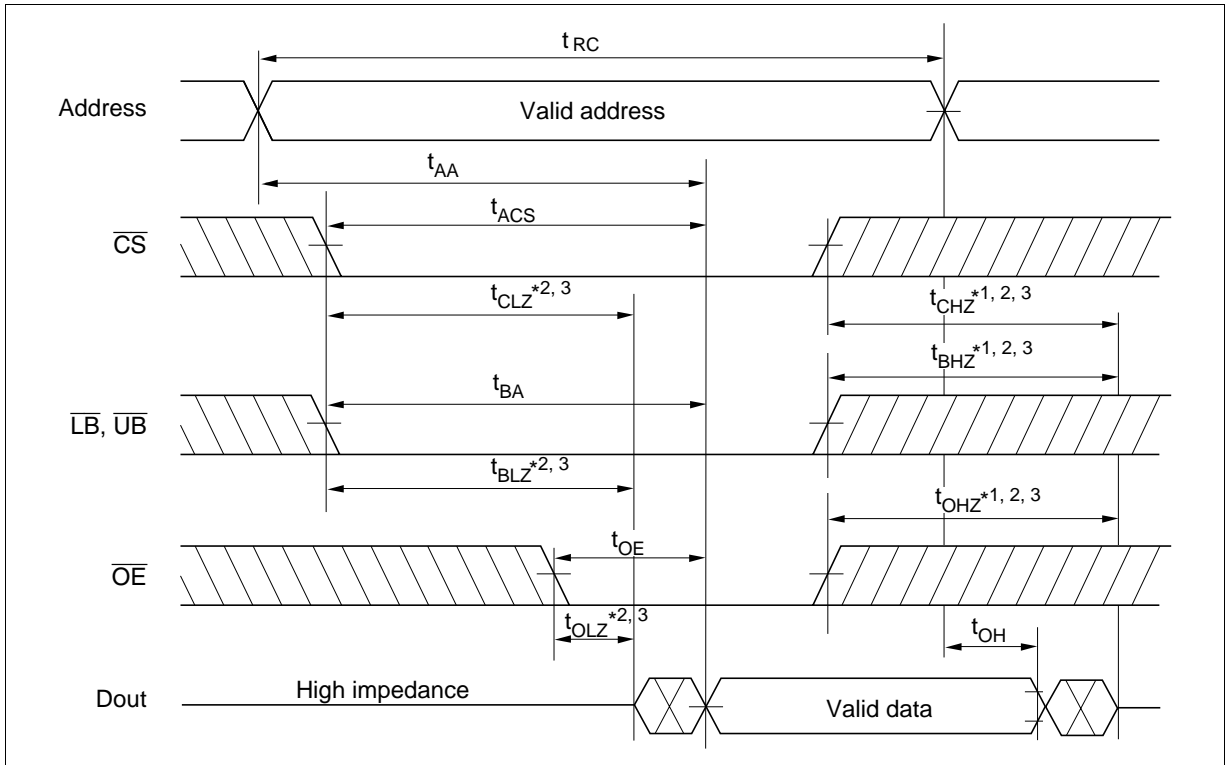 t RC
Address
Valid address
tAA
tACS
CS
tCLZ*2, 3
tCHZ*1, 2, 3
tBHZ*1, 2, 3
tBA
LB, UB
tBLZ*2, 3
tOHZ*1, 2, 3
tOE
OE
tOLZ*2, 3
tOH
High impedance
Dout
Valid data